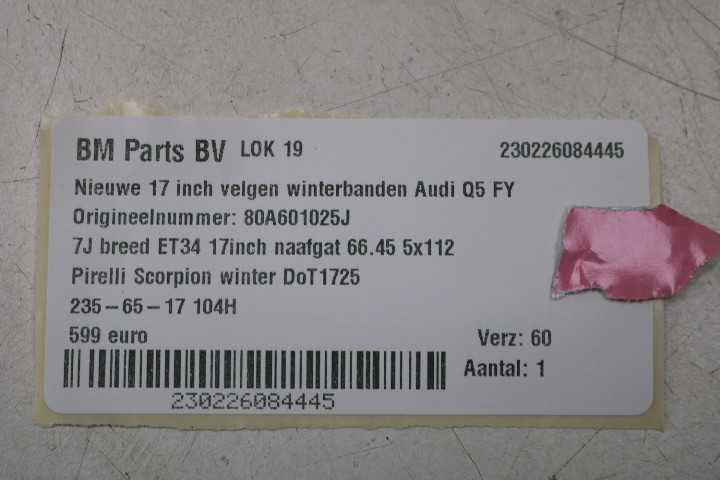 BM Parts BV LOK 19 230226084445
Nieuwe 17 inch velgen winterbanden Audi Q5 FY
Origineelnummer: 80A601025J
7J breed ET34 17inch naafgat 66.45 5x112
Pirelli Scorpion winter DoT1725
235-65-17 104H
599 euro Verz: 60
Aantal: 1
230226084445